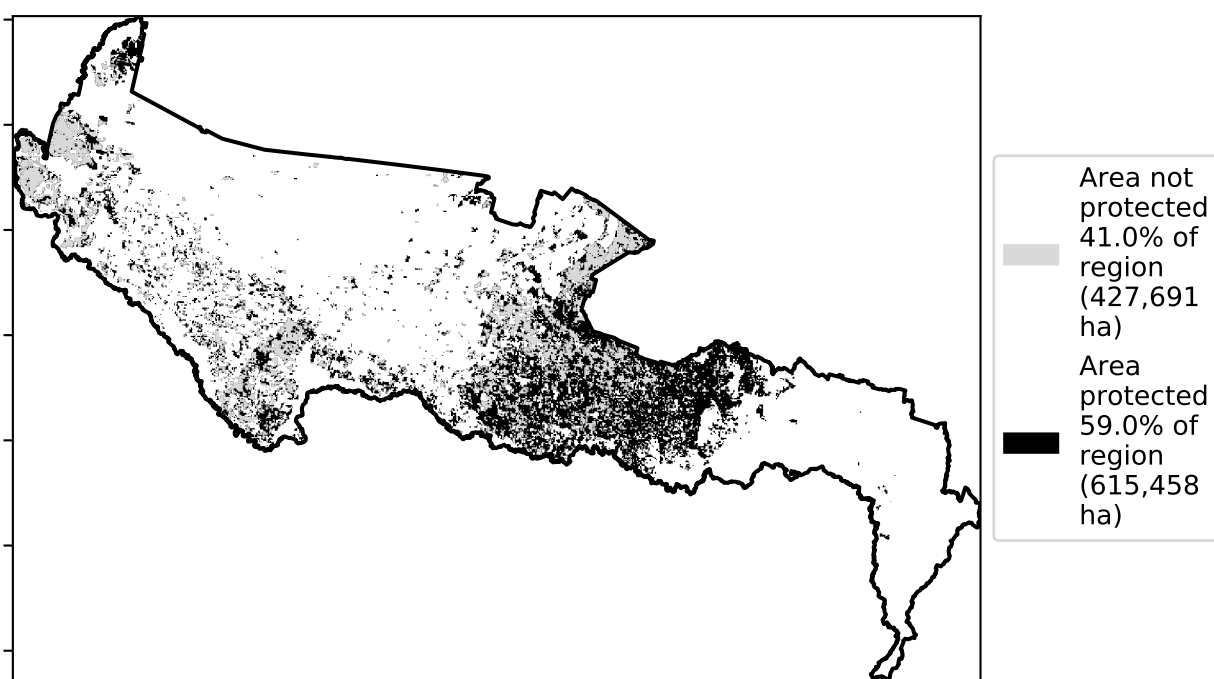 Area not
protected
41.0% of
region
(427,691
ha)
Area
protected
59.0% of
region
(615,458
ha)